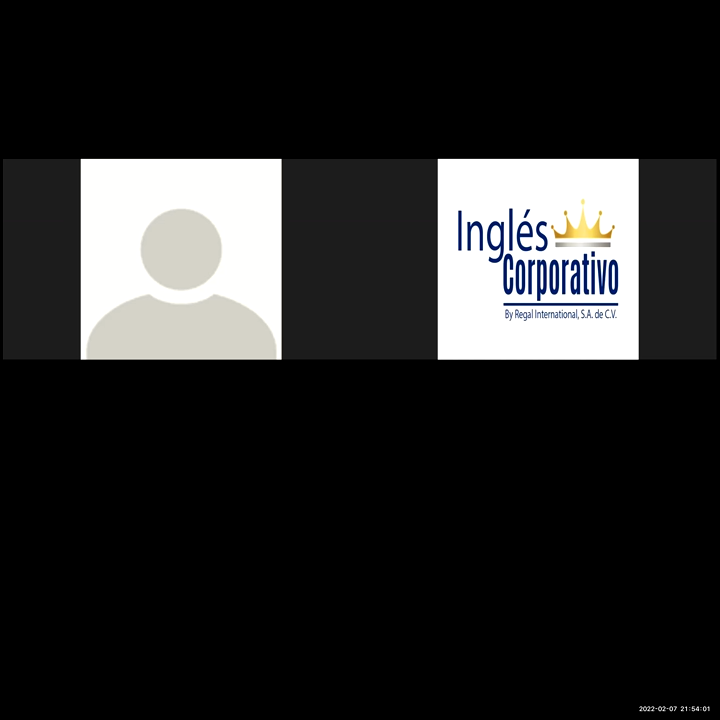 Inglés
Corporativo
By Regal International, S.A. de C.V.
2022-02-07 21:54:01